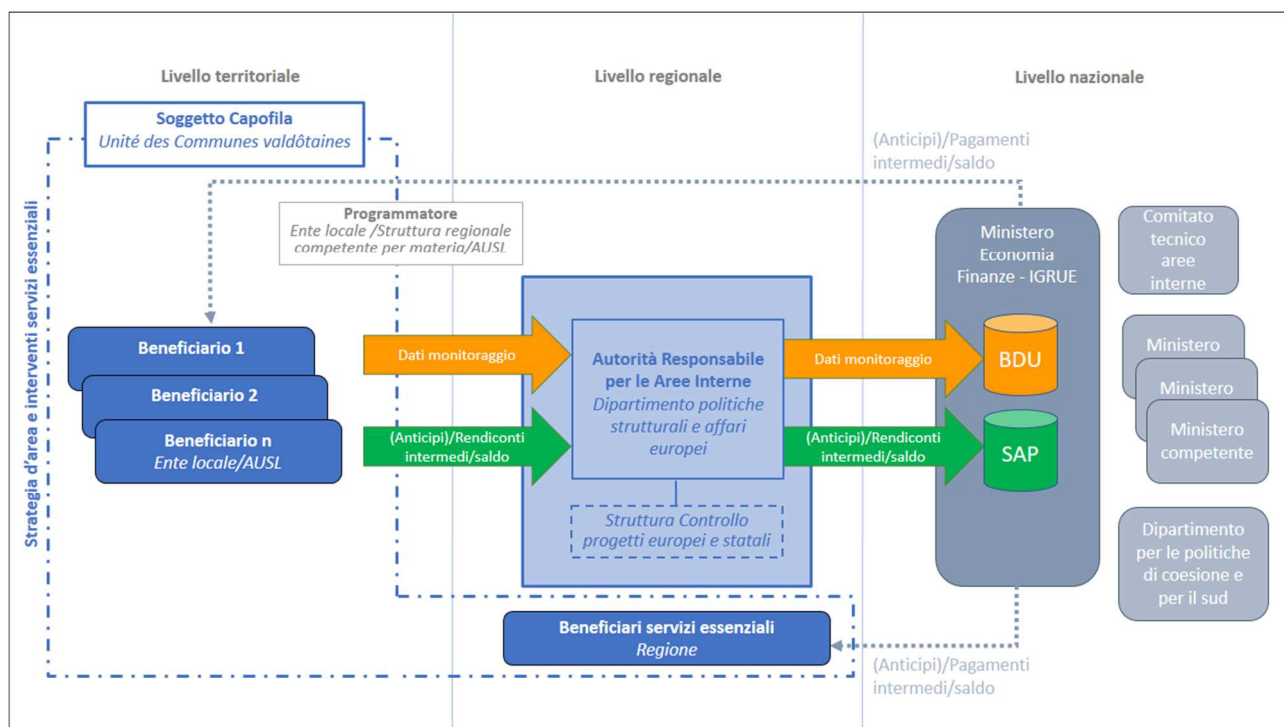 Livello territoriale
Livello regionale
Livello nazionale
Soggetto Capofila
Unité des Communes valdôtaines
(Anticipi)/Pagamenti
intermedi/saldo
Programmatore
Ente locale /Struttura regionale
competente per materia/AUSL
Strategia d'area e interventi servizi essenziali
Beneficiario 1
Beneficiario 2
Beneficiario n
Ente locale/AUSL
Dati monitoraggio
(Anticipi)/Rendiconti
intermedi/saldo
Autorità Responsabile
per le Aree Interne
Dipartimento politiche
strutturali e affari
europei
Struttura Controllo
progetti europei e statali
Dati monitoraggio
(Anticipi)/Rendiconti
intermedi/saldo
Ministero
Economia
Finanze - IGRUE
BDU
SAP
Comitato
tecnico
aree
interne
Ministero
Ministero
Ministero
competente
Dipartimento
per le politiche
di coesione e
per il sud
Beneficiari servizi essenziali
Regione
(Anticipi)/Pagamenti
intermedi/saldo